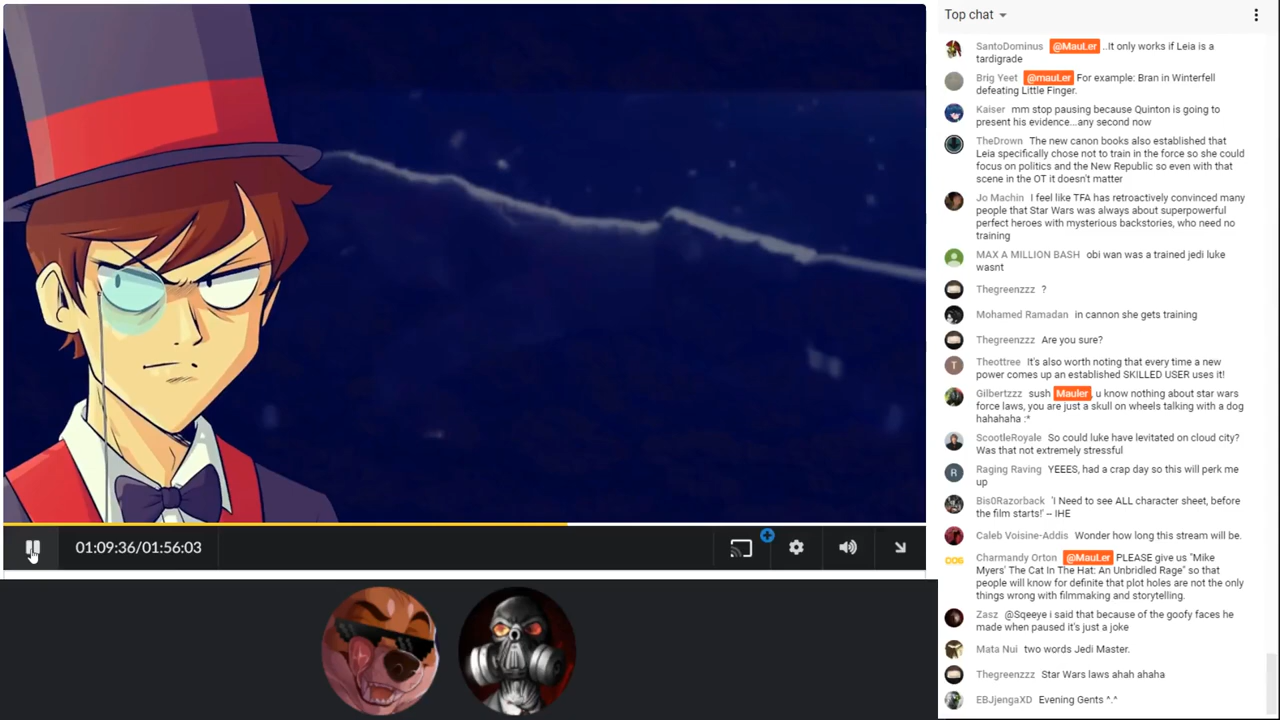 Top chat
SantoDominus @MauLer ..It only works if Leia is a
tardigrade
Brig Yeet @mauLer For example: Bran in Winterfell
defeating Little Finger.
Kaiser mm stop pausing because Quinton is going to
present his evidence...any second now
TheDrown The new canon books also established that
Leia specifically chose not to train in the force so she could
focus on politics and the New Republic so even with that
scene in the OT it doesn't matter
Jo Machin I feel like TFA has retroactively convinced many
people that Star Wars was always about superpowerful
perfect heroes with mysterious backstories, who need no
training
MAX A MILLION BASH obi wan was a trained jedi luke
wasnt
Thegreenzzz ?
Mohamed Ramadan in cannon she gets training
Thegreenzzz Are you sure?
T
Theottree It's also worth noting that every time a new
power comes up an established SKILLED USER uses it!
Gilbertzzz sush Mauler, u know nothing about star wars
force laws, you are just a skull on wheels talking with a dog
hahahaha :*
ScootleRoyale So could luke have levitated on cloud city?
Was that not extremely stressful
R
Raging Raving YEEES, had a crap day so this will perk me
up
Bis0Razorback 'I Need to see ALL character sheet, before
the film starts!' – IHE
Caleb Voisine-Addis Wonder how long this stream will be.
Charmandy Orton @MauLer PLEASE give us "Mike
Myers' The Cat In The Hat: An Unbridled Rage" so that
people will know for definite that plot holes are not the only
things wrong with filmmaking and storytelling.
Zasz @Sqeeye i said that because of the goofy faces he
made when paused it's just a joke
Mata Nui two words Jedi Master.
Thegreenzzz Star Wars laws ahah ahaha
EBJjengaXD Evening Gents ^.^
01:09:36/01:56:03